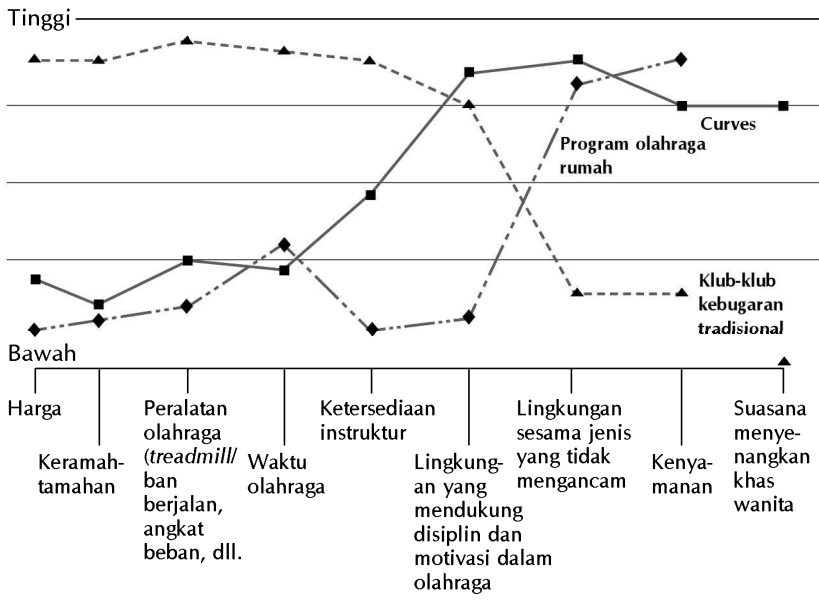 Tinggi
Curves
Program olahraga
rumah
Klub-klub
kebugaran
tradisional
Bawah
Harga
Keramah-
tamahan
Peralatan
olahraga
(treadmill/
ban
berjalan,
angkat
beban, dll.
Waktu
olahraga
Ketersediaan
instruktur
Lingkung-
an yang
mendukung
disiplin dan
motivasi dalam
olahraga
Lingkungan
sesama jenis
yang tidak
mengancam
Kenya-
manan
Suasana
menye-
nangkan
khas
wanita